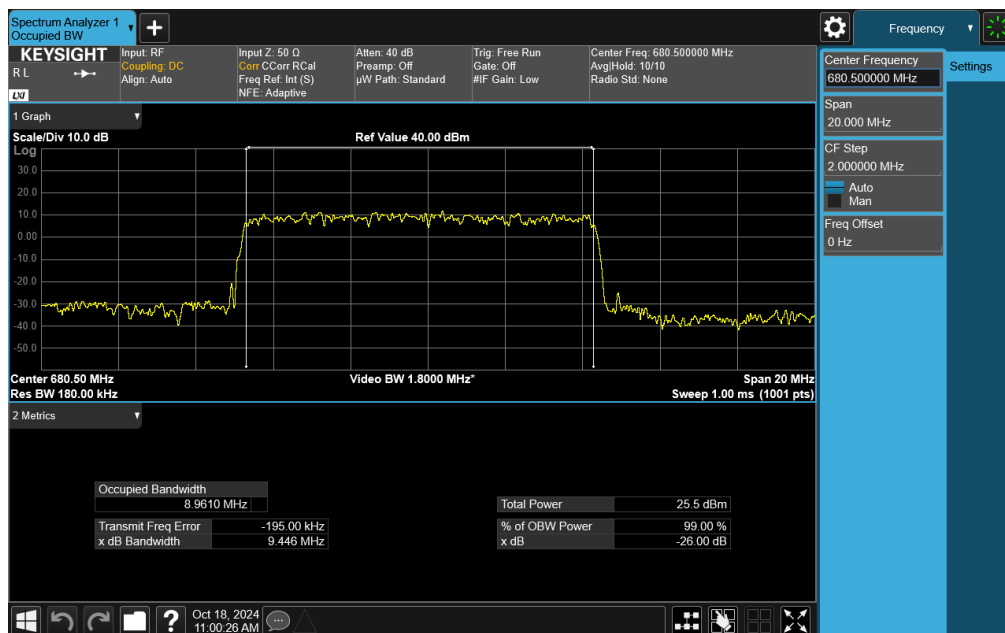 Spectrum Analyzer 1
Occupied BW
Frequency
KEYSIGHT
R L
LXI
Input: RF
Coupling: DC
Align: Auto
Input Z: 50 Ω
Corr CCorr RCal
Freq Ref: Int (S)
NFE: Adaptive
Atten: 40 dB
Preamp: Off
µW Path: Standard
Trig: Free Run
Gate: Off
#IF Gain: Low
Center Freq: 680.500000 MHz
Avg|Hold: 10/10
Radio Std: None
Center Frequency
680.500000 MHz
Settings
Span
20.000 MHz
CF Step
2.000000 MHz
Auto
Man
Freq Offset
0 Hz
1 Graph
Scale/Div 10.0 dB
Ref Value 40.00 dBm
Log
30.0
20.0
10.0
0.00
-10.0
-20.0
-30.0
-40.0
-50.0
Center 680.50 MHz
Video BW 1.8000 MHz*
Span 20 MHz
Res BW 180.00 kHz
Sweep 1.00 ms (1001 pts)
2 Metrics
Occupied Bandwidth
8.9610 MHz
Total Power 25.5 dBm
Transmit Freq Error -195.00 kHz
% of OBW Power 99.00 %
x dB Bandwidth 9.446 MHz
x dB -26.00 dB
Oct 18, 2024
11:00:26 AM